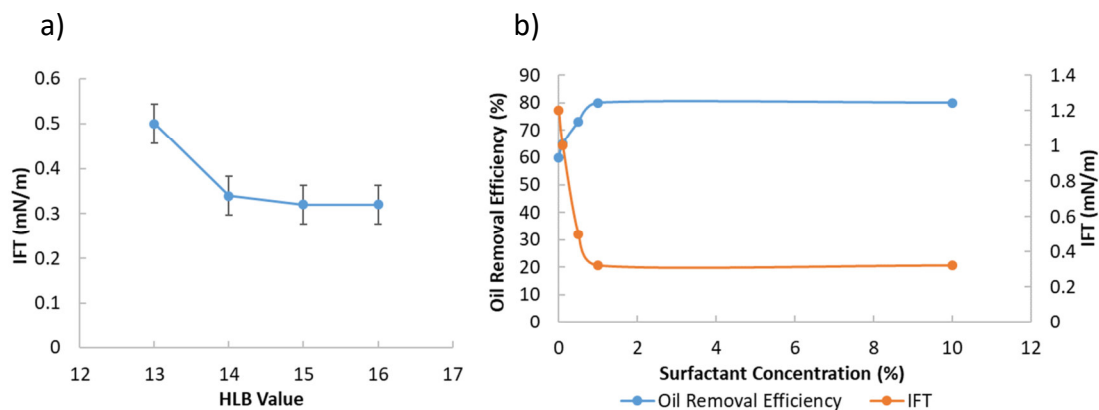 a)
0.6
0.5
0.4
0.3
0.2
0.1
0
IFT (mN/m)
12 13 14 15 16 17
HLB Value
b)
90
80
70
60
50
40
30
20
10
0
Oil Removal Efficiency (%)
1.4
1.2
1
0.8
0.6
0.4
0.2
0
IFT (mN/m)
0 2 4 6 8 10 12
Surfactant Concentration (%)
Oil Removal Efficiency IFT